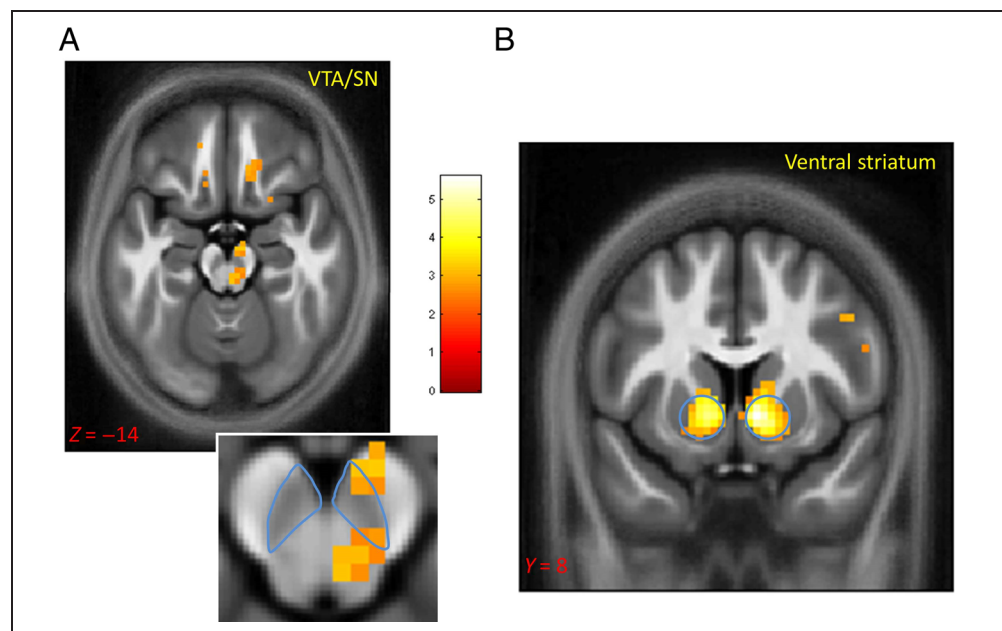 A
VTA/SN
Z = −14
5
4
3
2
1
0
B
Ventral striatum
Y = 8